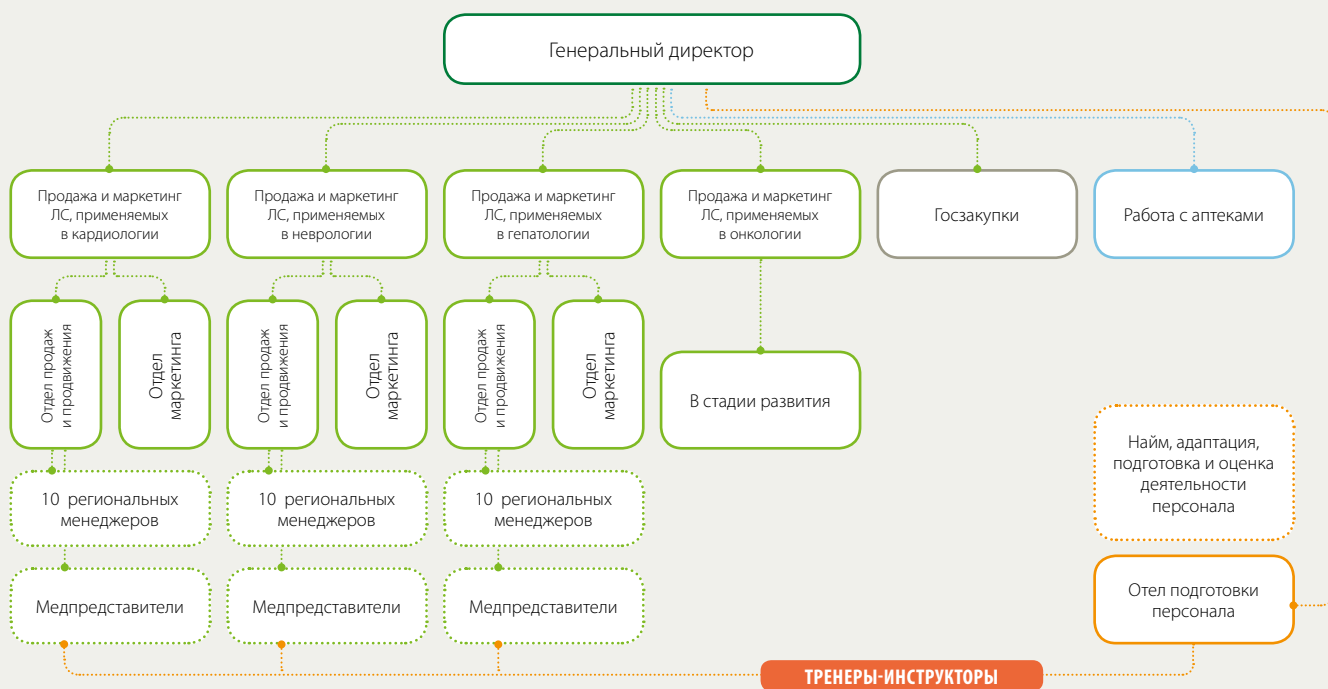 Генеральный директор
Продажа и маркетинг
ЛС, применяемых
в кардиологии
Продажа и маркетинг
ЛС, применяемых
в неврологии
Продажа и маркетинг
ЛС, применяемых
в гепатологии
Продажа и маркетинг
ЛС, применяемых
в онкологии
Госзакупки
Работа с аптеками
Отдел продаж
и продвижения
Отдел
маркетинга
Отдел продаж
и продвижения
Отдел
маркетинга
Отдел продаж
и продвижения
Отдел
маркетинга
В стадии развития
10 региональных
менеджеров
10 региональных
менеджеров
10 региональных
менеджеров
Найм, адаптация,
подготовка и оценка
деятельности
персонала
Медпредставители
Медпредставители
Медпредставители
Отел подготовки
персонала
ТРЕНЕРЫ-ИНСТРУКТОРЫ